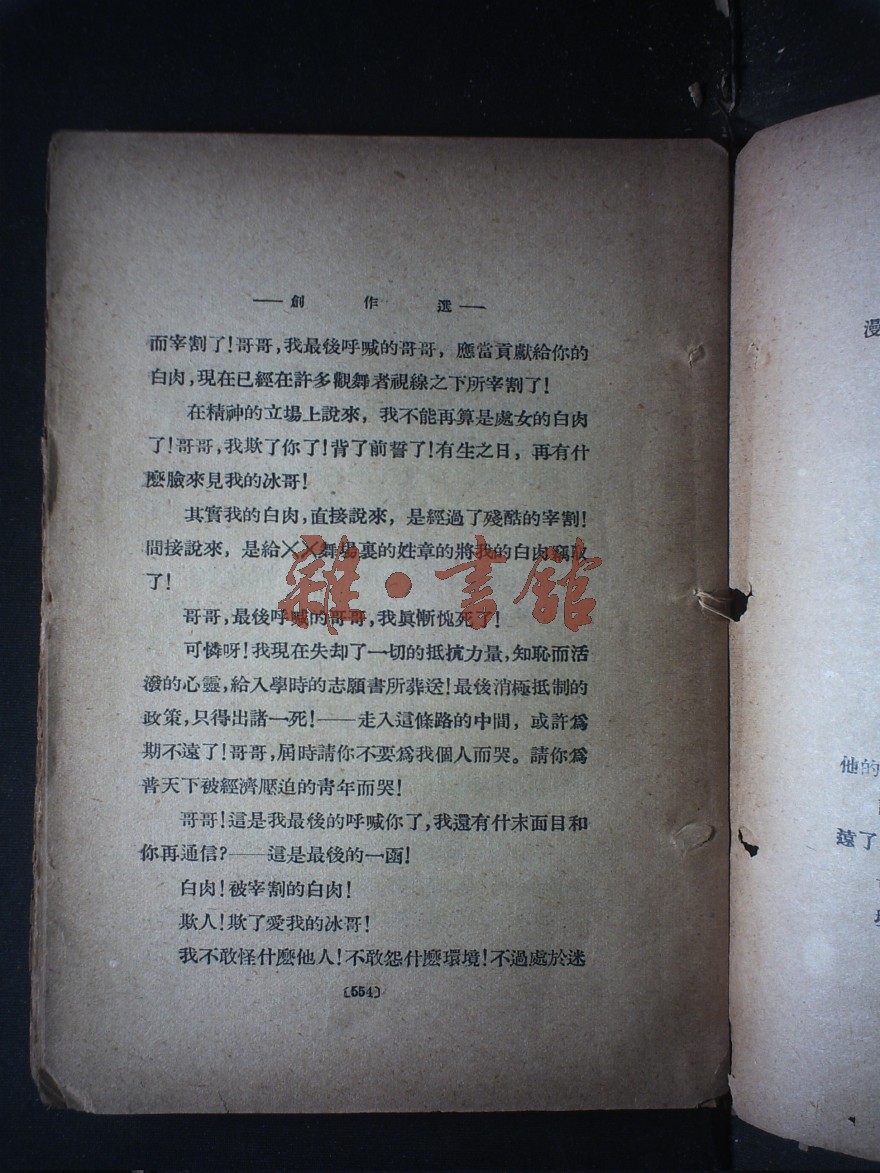 ——創 作 選——
而宰割了!哥哥,我最後呼喊的哥哥,應當貢獻給你的
白肉,現在已經在許多觀舞者視線之下所宰割了!
在精神的立場上說來,我不能再算是處女的白肉
了!哥哥,我欺了你了!背了前誓了!有生之日,再有什
麽臉來見我的冰哥!
其實我的白肉,直接說來,是經過了殘酷的宰割!
間接說來,是給××舞場裏的姓章的將我的白肉竊取
了!
哥哥,最後呼喊的哥哥,我眞慚愧死了!
可憐呀!我現在失却了一切的抵抗力量,知恥而活
潑的心靈,給入學時的志願書所葬送!最後消極抵制的
政策,只得出諸一死!——走入這條路的中間,或許爲
期不遠了!哥哥,屆時請你不要爲我個人而哭。請你爲
普天下被經濟壓迫的青年而哭!
哥哥!這是我最後的呼喊你了,我還有什末面目和
你再通信?——這是最後的一函!
白肉!被宰割的白肉!
欺人!欺了愛我的冰哥!
我不敢怪什麽他人!不敢怨什麽環境!不過處於迷
〔554〕
雜·書館
漫
他的
遠了